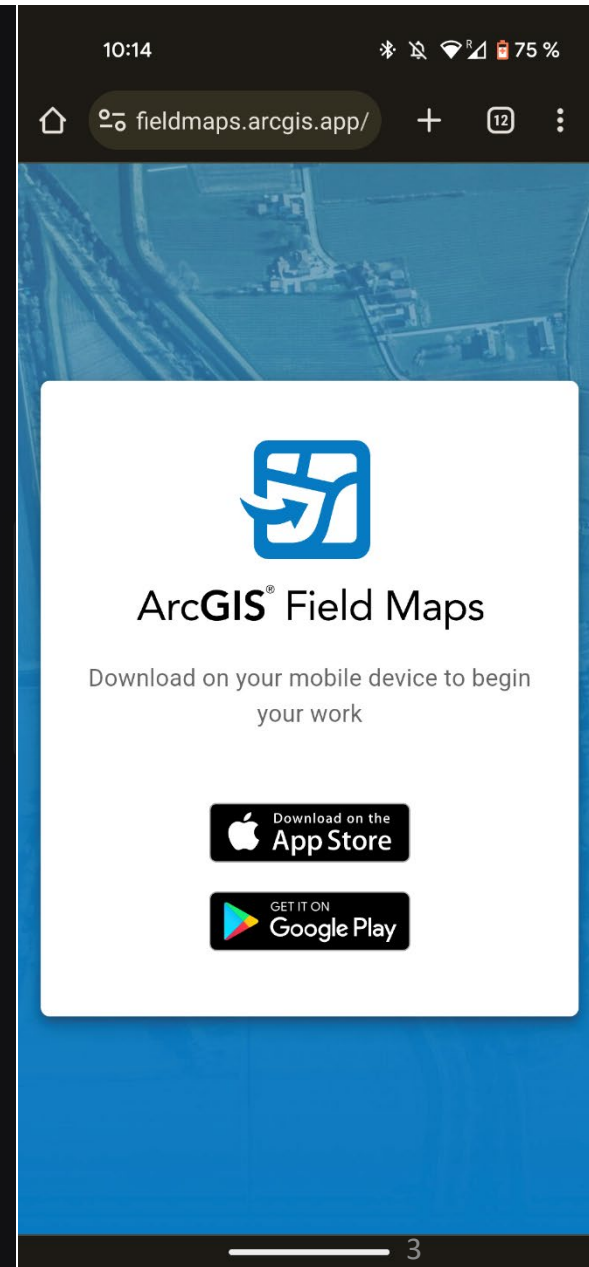 10:14
R
75 %
fieldmaps.arcgis.app/
12
ArcGIS® Field Maps
Download on your mobile device to begin
your work
Download on the
App Store
GET IT ON
Google Play
3